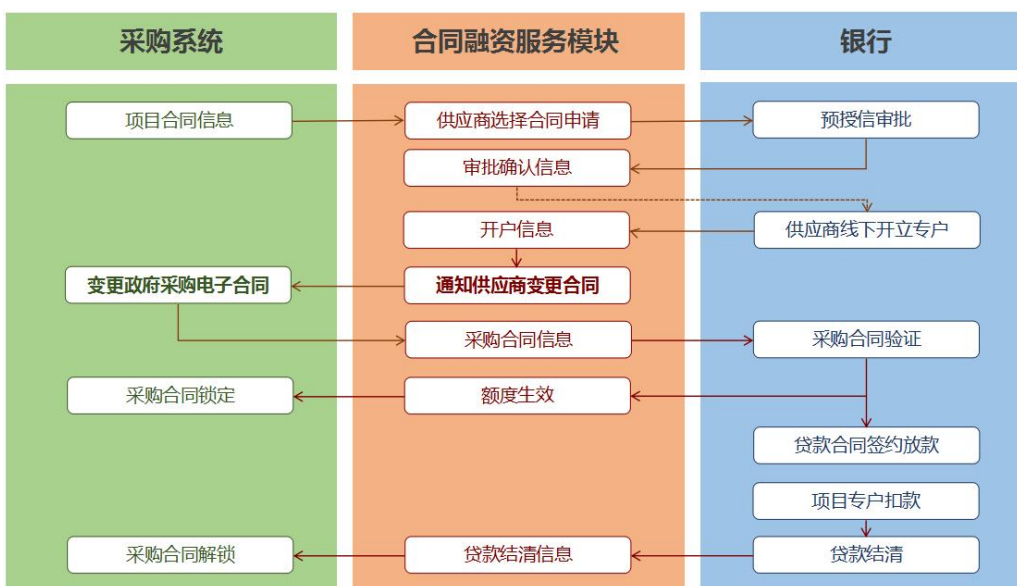 采购系统
合同融资服务模块
银行
项目合同信息
供应商选择合同申请
预授信审批
审批确认信息
开户信息
供应商线下开立专户
变更政府采购电子合同
通知供应商变更合同
采购合同信息
采购合同验证
采购合同锁定
额度生效
贷款合同签约放款
项目专户扣款
采购合同解锁
贷款结清信息
贷款结清